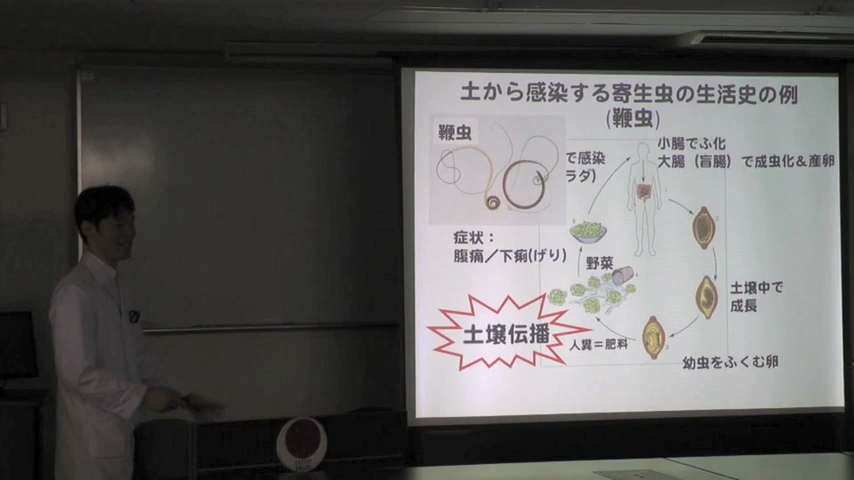 土から感染する寄生虫の生活史の例
(鞭虫)
鞭虫
で感染
ラダ)
小腸でふ化
大腸（盲腸）で成虫化＆産卵
症状：
腹痛／下痢(げり)
野菜
土壌中で
成長
土壌伝播
人糞＝肥料
幼虫をふくむ卵